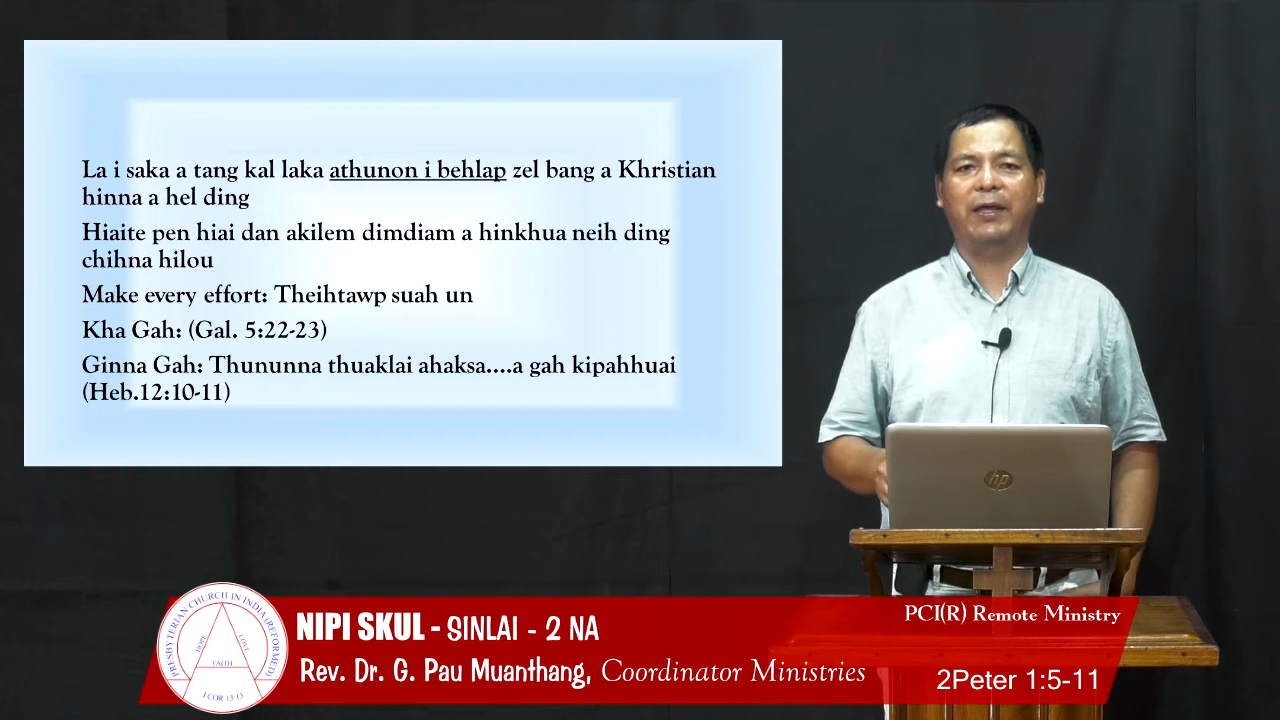 La i saka a tang kal laka athunon i behlap zel bang a Khristian
hinna a hel ding
Hiaite pen hiai dan akilem dimdiam a hinkhua neih ding
chihna hilou
Make every effort: Theihtawp suah un
Kha Gah: (Gal. 5:22-23)
Ginna Gah: Thununna thuaklai ahaksa....a gah kipahhuai
(Heb.12:10-11)
hp
PCI(R) Remote Ministry
PRESBYTERIAN CHURCH IN INDIA (REFORMED)
HOPE
LOVE
FAITH
I COR 13:13
NIPI SKUL - SINLAI - 2 NA
Rev. Dr. G. Pau Muanthang, Coordinator Ministries
2Peter 1:5-11